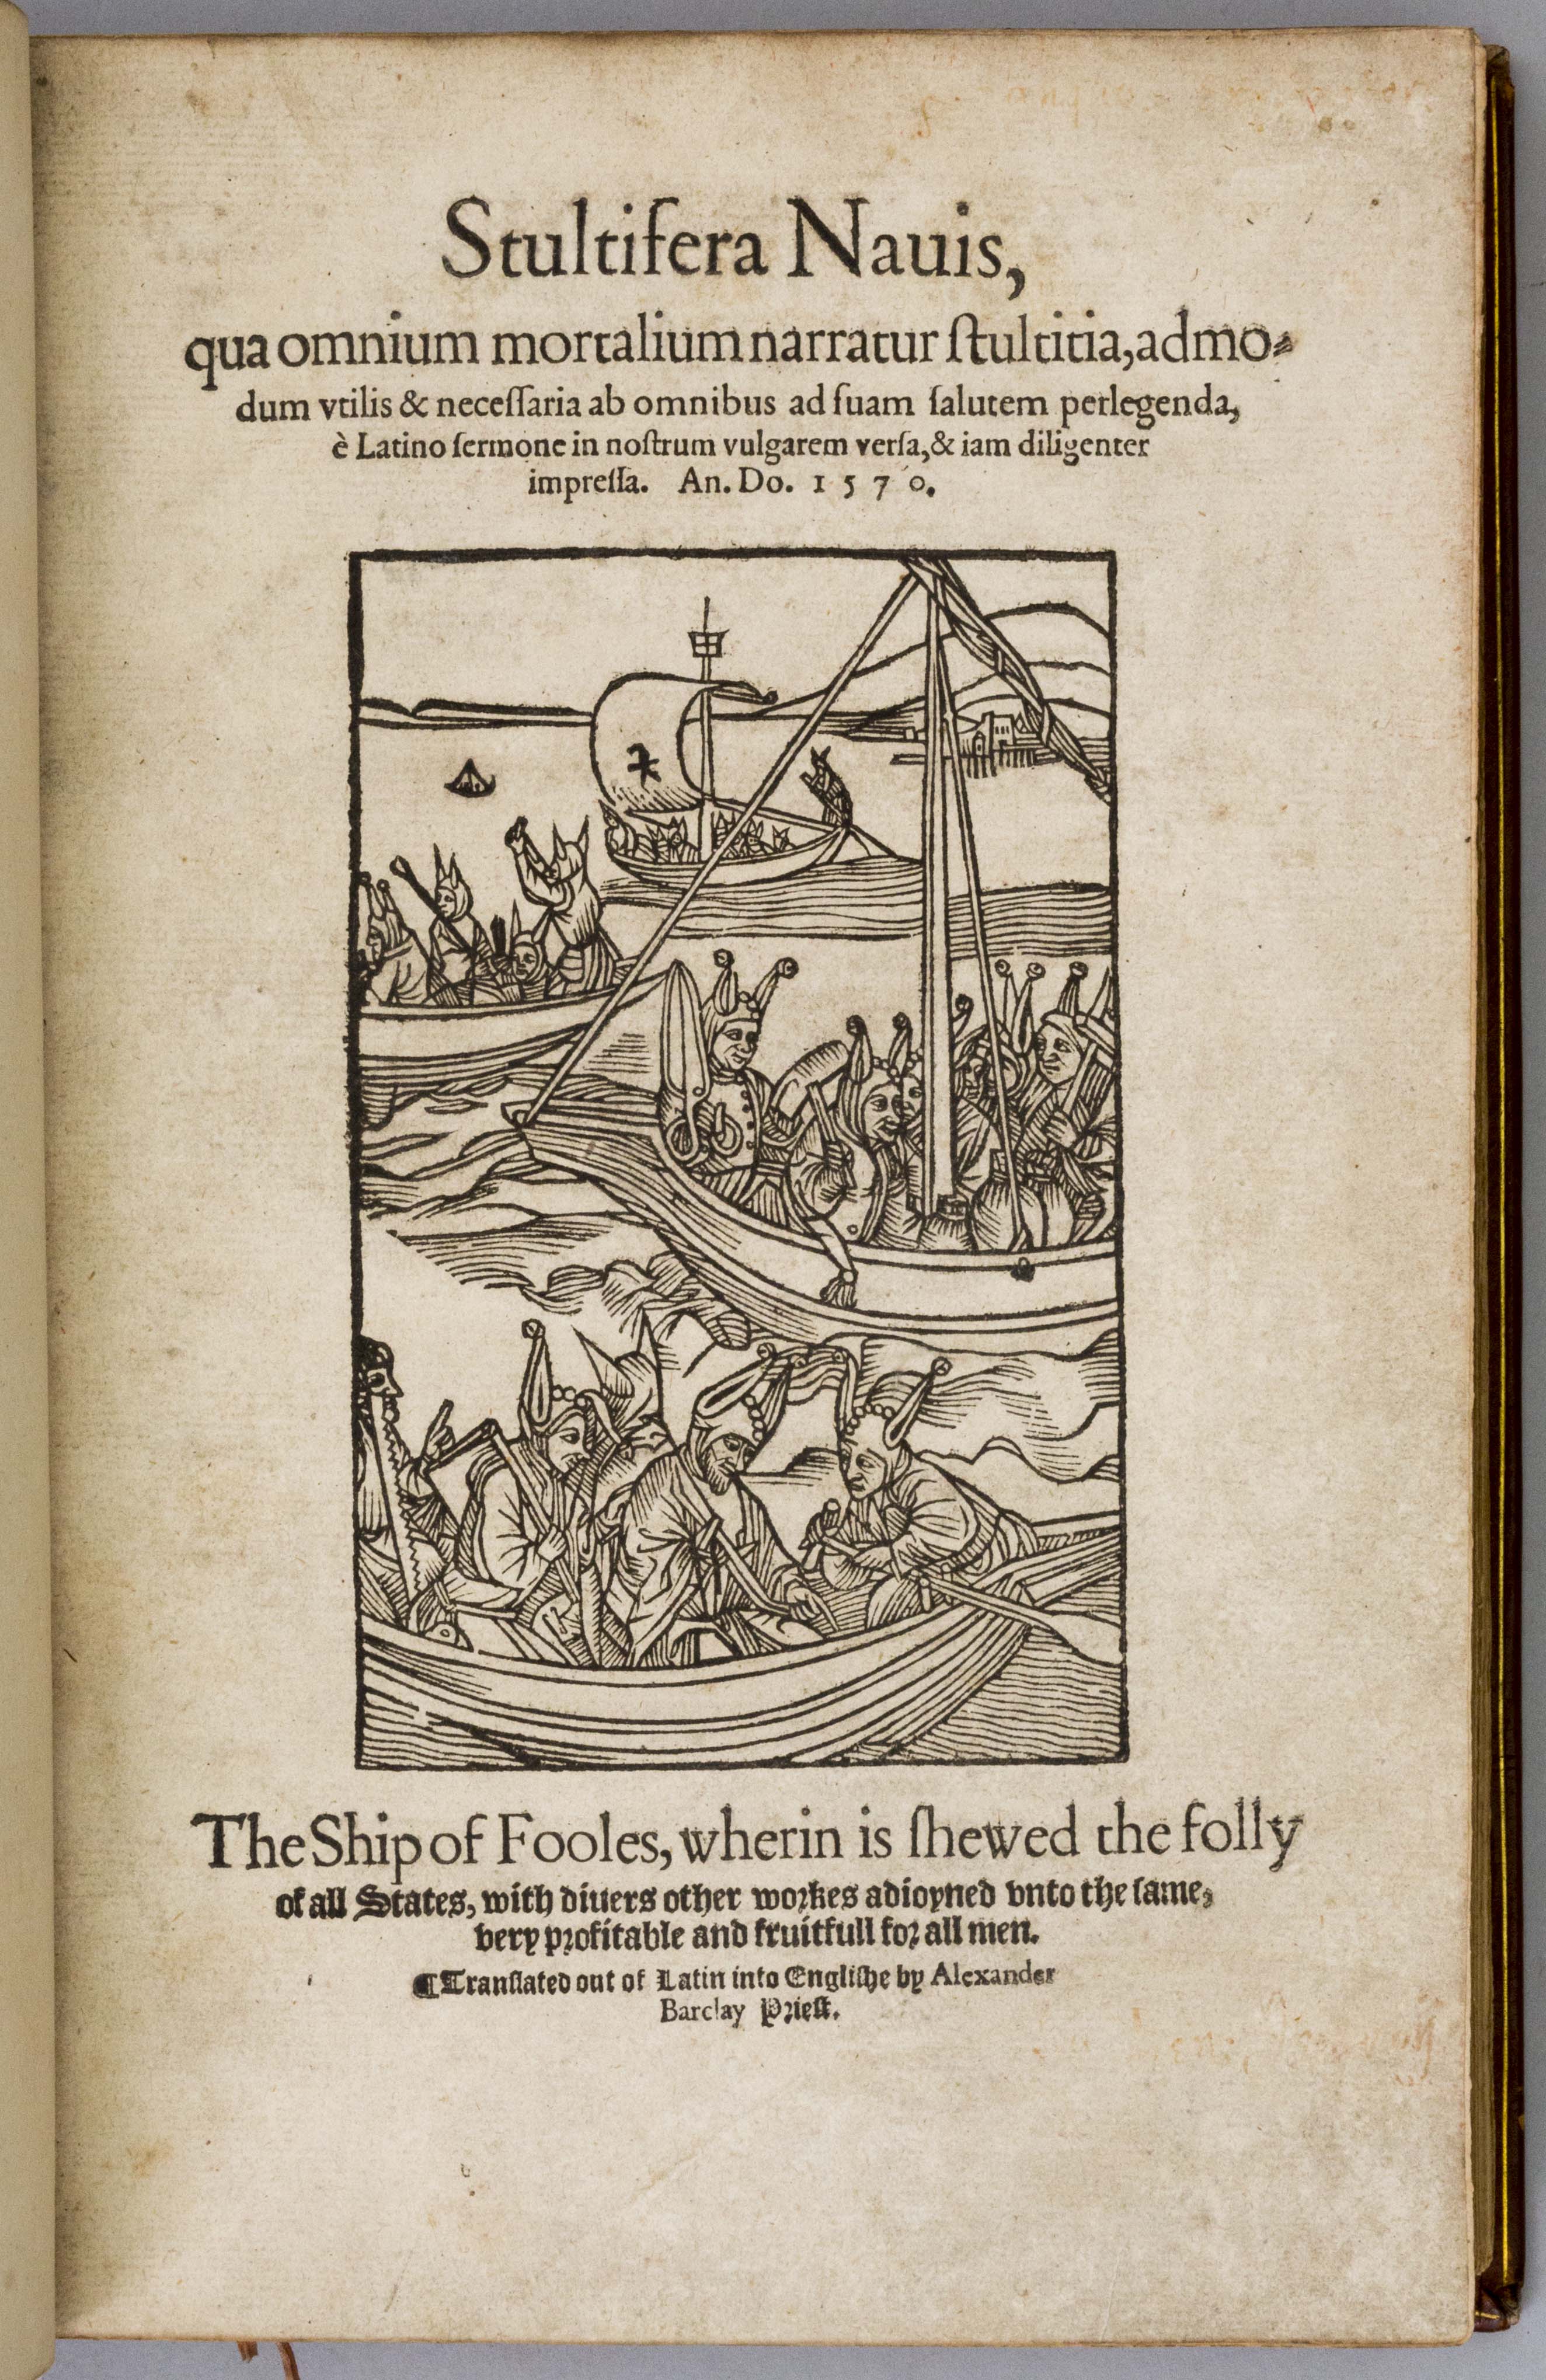 Stultifera Nauis,
qua omnium mortalium narratur ſtultitia, admo⸗
dum vtilis & neceſſaria ab omnibus ad ſuam ſalutem perlegenda,
è Latino ſermone in noſtrum vulgarem verſa, & iam diligenter
impreſſa. An. Do. 1570.
The Ship of Fooles, wherin is ſhewed the folly
of all States, with diuers other workes adioyned vnto the ſame,
very profitable and fruitfull for all men.
¶Tranſlated out of Latin into Engliſhe by Alexander
Barclay Prieſt.